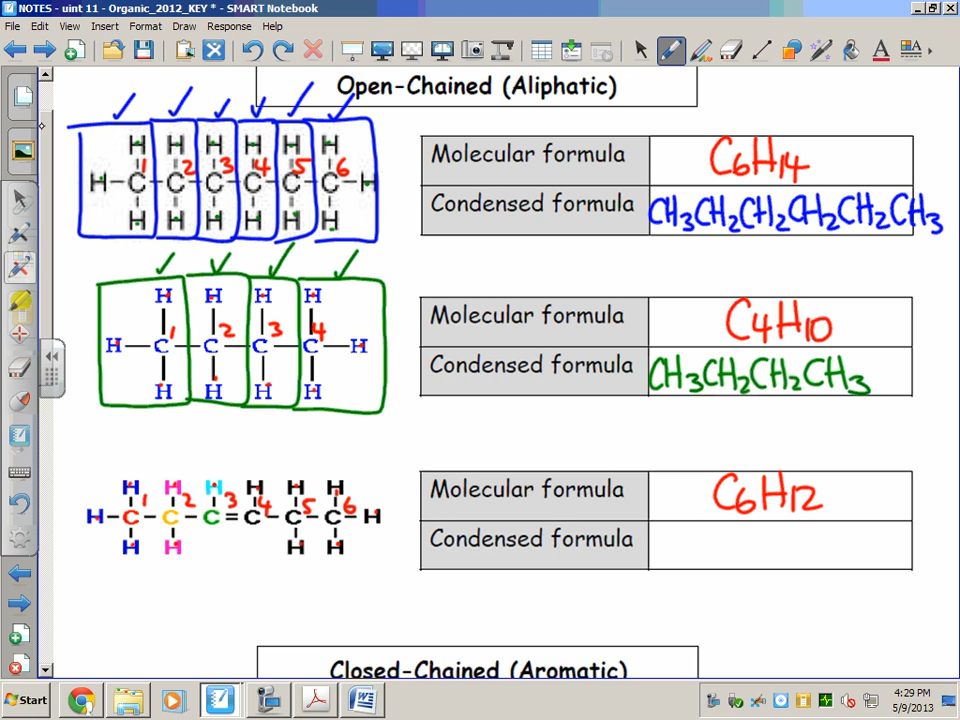 NOTES - uint 11 - Organic_2012_KEY * - SMART Notebook
File Edit View Insert Format Response Help
Open-Chained (Aliphatic)
H H H H H H
1 2 3 4 5 6
H-C-C-C-C-C-C-H
H H H H H H
Molecular formula C6H14
Condensed formula CH3CH2CH2CH2CH2CH3
H H H H
1 2 3 4
H-C-C-C-C-H
H H H H
Molecular formula C4H10
Condensed formula CH3CH2CH2CH3
H H H H H H
1 2 3 4 5 6
H-C-C-C=C-C-C-H
H H H H
Molecular formula C6H12
Condensed formula
Closed-Chained (Aromatic)
Start
4:29 PM
5/9/2013